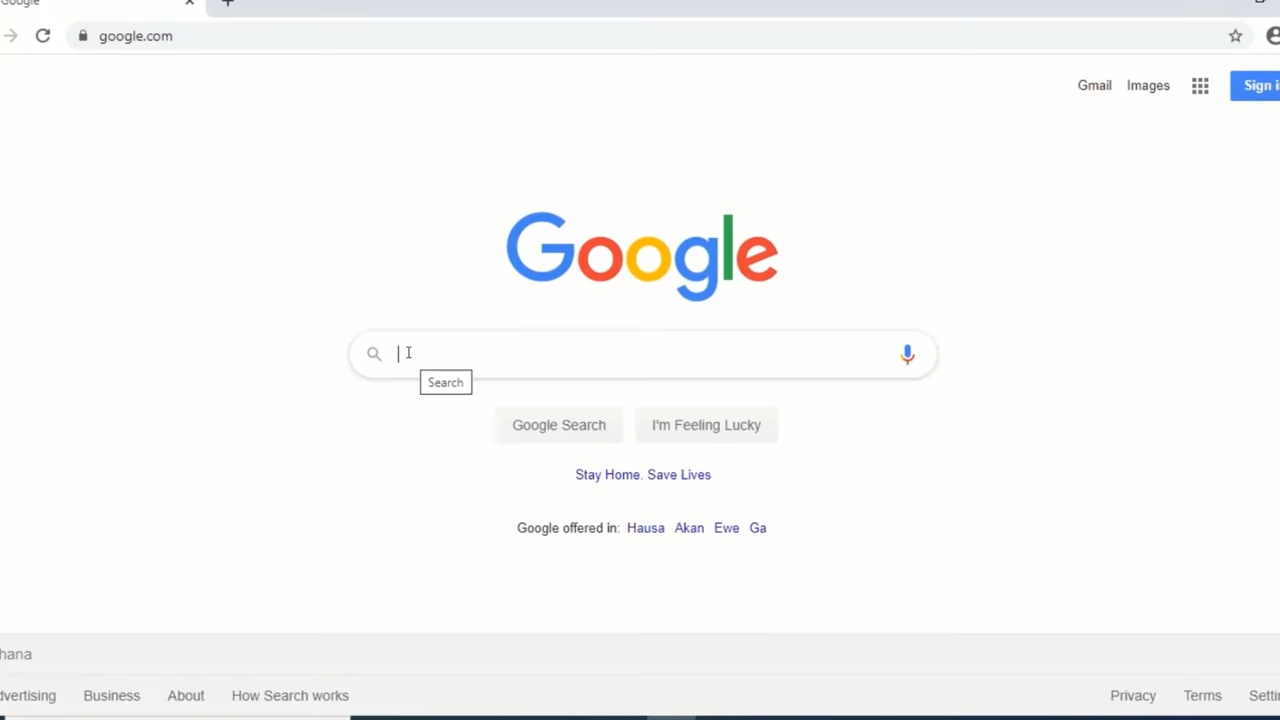 Google
google.com
Gmail Images Sign i
Google
Search
Google Search I'm Feeling Lucky
Stay Home. Save Lives
Google offered in: Hausa Akan Ewe Ga
hana
dvertising Business About How Search works Privacy Terms Setti